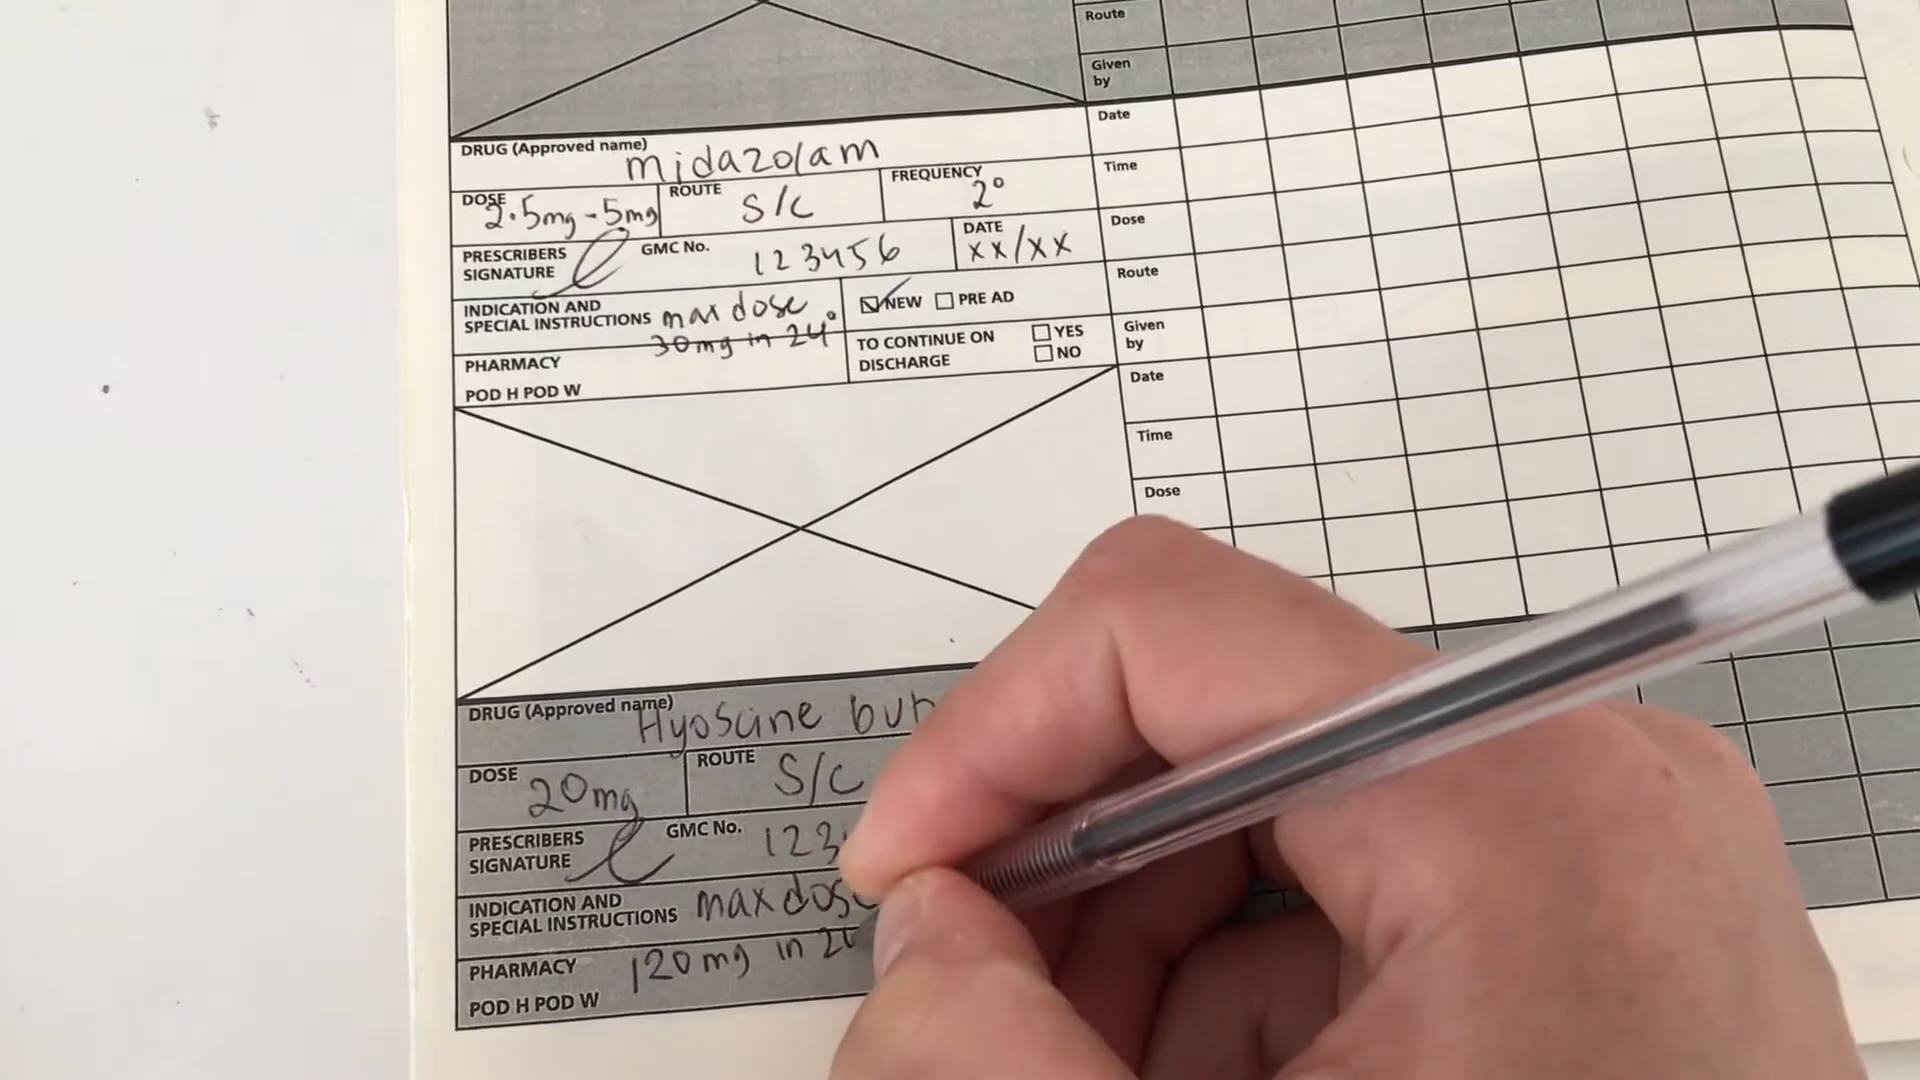 Route
Given
by
DRUG (Approved name) midazolam
DOSE 2.5mg - 5mg ROUTE S/C FREQUENCY 2°
PRESCRIBERS
SIGNATURE GMC No. 123456 DATE xx/xx
INDICATION AND
SPECIAL INSTRUCTIONS max dose
30mg in 24°
NEW PRE AD
TO CONTINUE ON
DISCHARGE
YES
NO
PHARMACY
POD H POD W
Date
Time
Dose
Route
Given
by
Date
Time
Dose
DRUG (Approved name) Hyoscine
DOSE 20mg ROUTE S/C
PRESCRIBERS
SIGNATURE GMC No. 123
INDICATION AND
SPECIAL INSTRUCTIONS max dose
PHARMACY 120mg in
POD H POD W